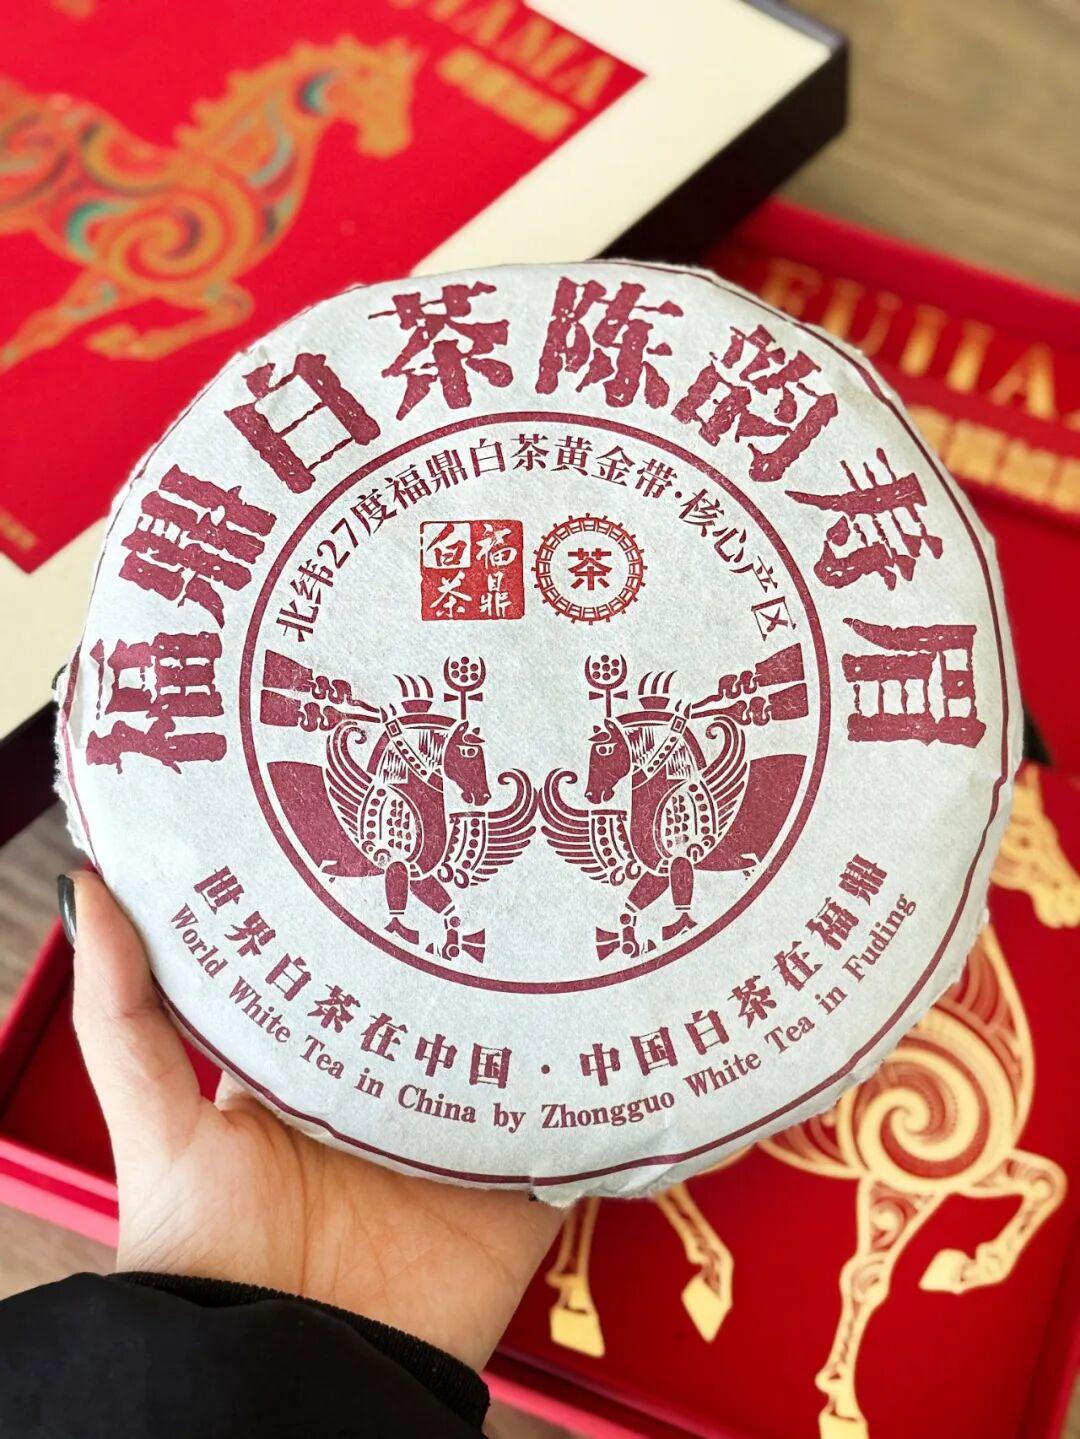 JIAMA
福鼎白茶陈韵寿眉
北纬27度福鼎白茶黄金带·核心产区
福鼎
白茶
茶
世界白茶在中国·中国白茶在福鼎
World White Tea in China by Zhongguo White Tea in Fuding
FUJIA